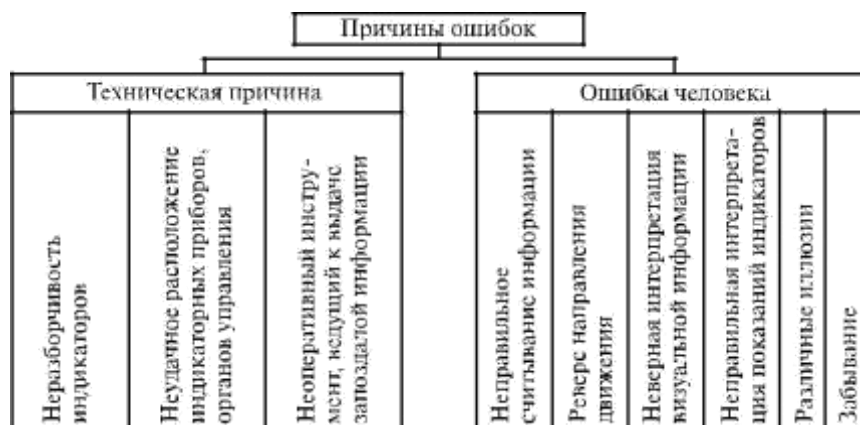 Причины ошибок
Техническая причина
Ошибка человека
Неразборчивость
индикаторов
Неудачное расположение
индикаторных приборов,
органов управления
Неоперативный инстру-
мент, ведущий к выдаче
запоздалой информации
Неправильное
считывание информации
Реверс направления
движения
Неверная интерпретация
визуальной информации
Неправильная интерпрета-
ция показаний индикаторов
Различные иллюзии
Забывание